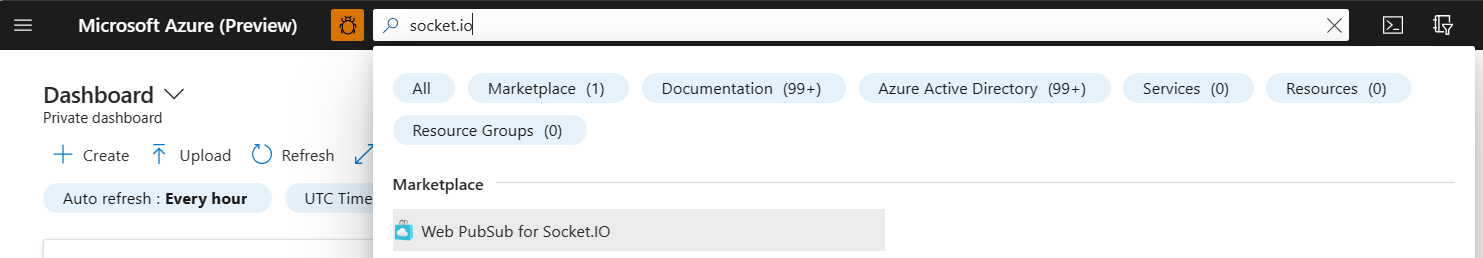 Microsoft Azure (Preview)
socket.io
Dashboard
Private dashboard
Create Upload Refresh
Auto refresh : Every hour UTC Time
All Marketplace (1) Documentation (99+) Azure Active Directory (99+) Services (0) Resources (0)
Resource Groups (0)
Marketplace
Web PubSub for Socket.IO